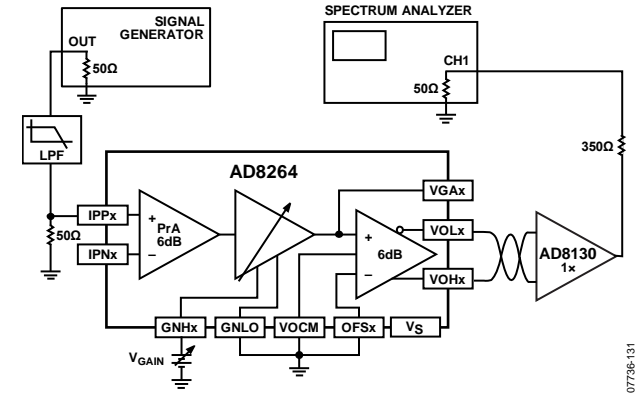 SIGNAL
GENERATOR
OUT
50Ω
SPECTRUM ANALYZER
CH1
50Ω
LPF
350Ω
AD8264
IPPx
IPNx
50Ω
+
PrA
6dB
–
VGAx
VOLx
VOHx
+
6dB
–
AD8130
1×
GNHx
GNLO
VOCM
OFSx
VS
VGAIN
07736-131